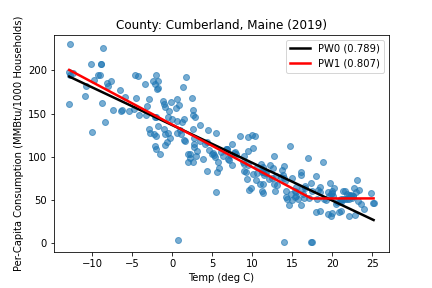 County: Cumberland, Maine (2019)
PW0 (0.789)
PW1 (0.807)
Per-Capita Consumption (MMBtu/1000 Households)
200
150
100
50
0
−10
−5
0
5
10
15
20
25
Temp (deg C)